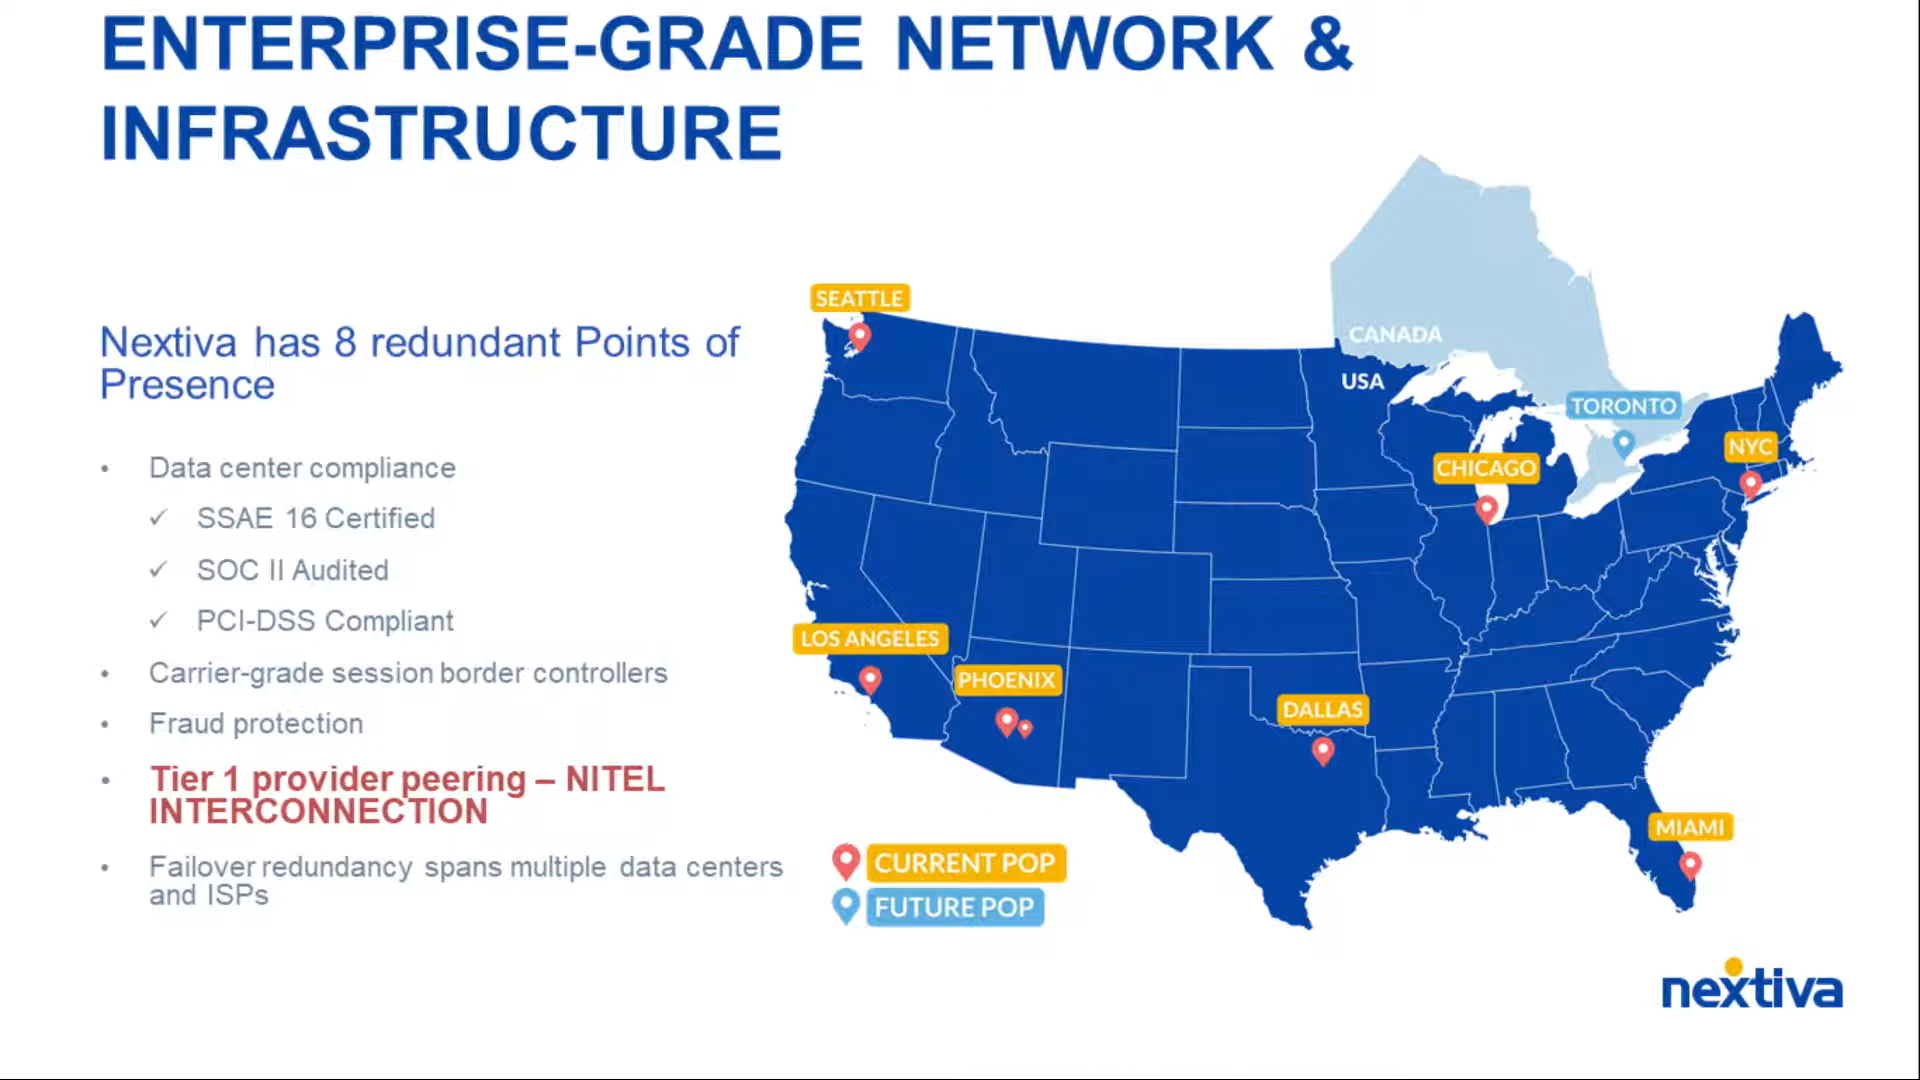 ENTERPRISE-GRADE NETWORK &
INFRASTRUCTURE
Nextiva has 8 redundant Points of
Presence
• Data center compliance
✓ SSAE 16 Certified
✓ SOC II Audited
✓ PCI-DSS Compliant
• Carrier-grade session border controllers
• Fraud protection
• Tier 1 provider peering – NITEL
INTERCONNECTION
• Failover redundancy spans multiple data centers
and ISPs
SEATTLE
CANADA
USA
TORONTO
NYC
CHICAGO
LOS ANGELES
PHOENIX
DALLAS
MIAMI
CURRENT POP
FUTURE POP
nextiva